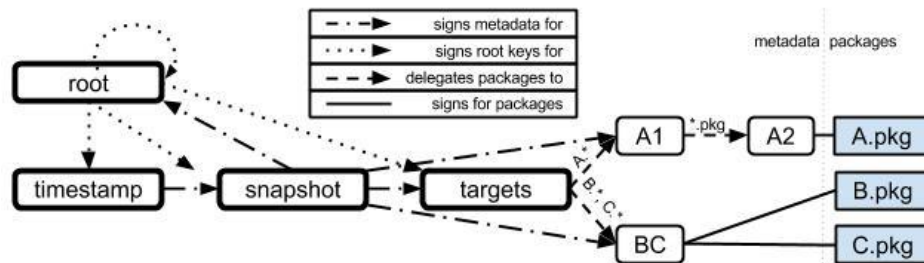 signs metadata for
signs root keys for
delegates packages to
signs for packages
metadata packages
root
timestamp
snapshot
targets
A.*
B.*, C.*
A1
*.pkg
A2
A.pkg
BC
B.pkg
C.pkg